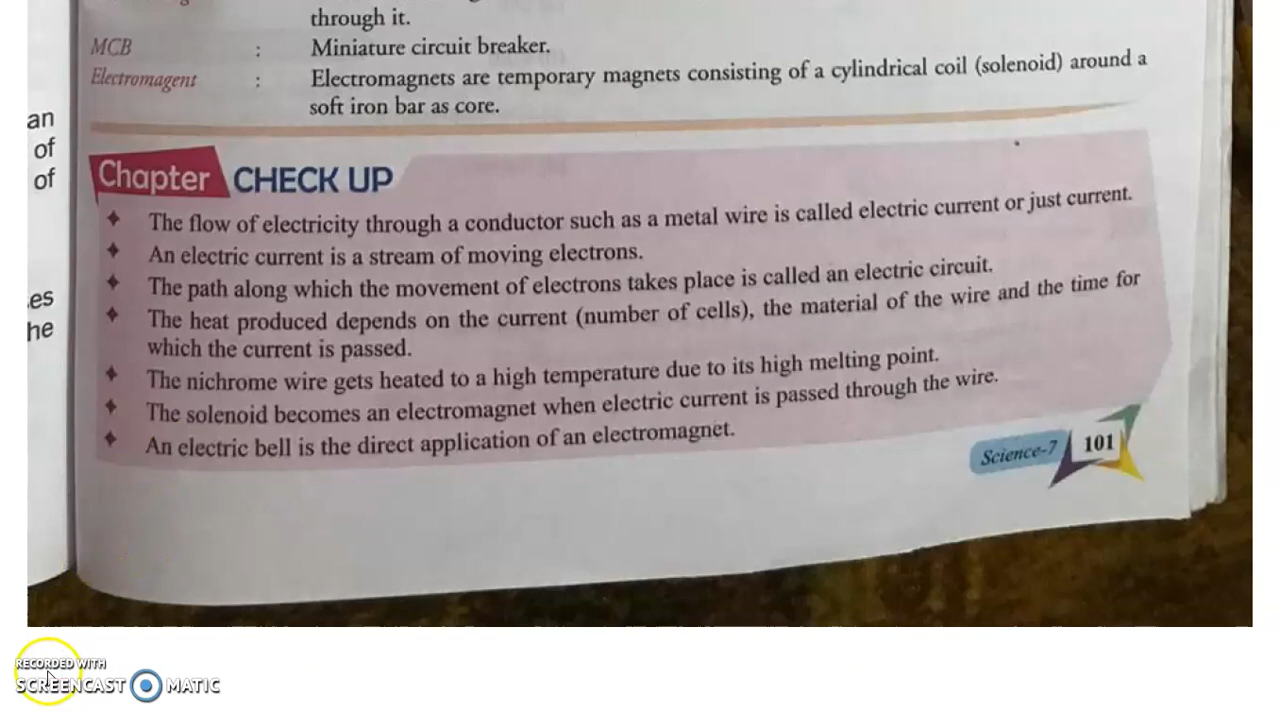 through it.
MCB : Miniature circuit breaker.
Electromagent : Electromagnets are temporary magnets consisting of a cylindrical coil (solenoid) around a
soft iron bar as core.
an
of
of
es
he
Chapter CHECK UP
The flow of electricity through a conductor such as a metal wire is called electric current or just current.
An electric current is a stream of moving electrons.
The path along which the movement of electrons takes place is called an electric circuit.
The heat produced depends on the current (number of cells), the material of the wire and the time for
which the current is passed.
The nichrome wire gets heated to a high temperature due to its high melting point.
The solenoid becomes an electromagnet when electric current is passed through the wire.
An electric bell is the direct application of an electromagnet.
Science-7 101
RECORDED WITH
SCREENCAST MATIC